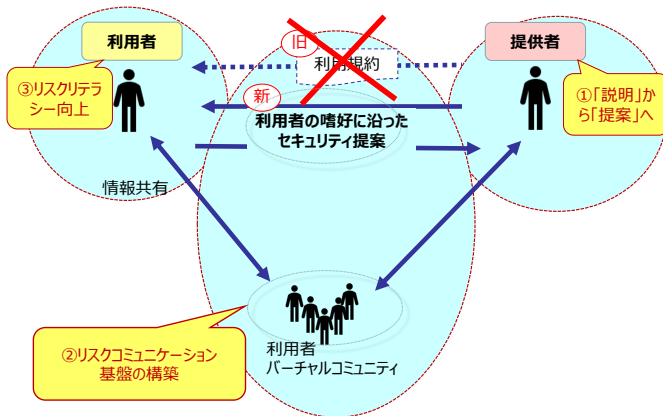 利用者
旧
利用規約
提供者
③リスクリテラ
シー向上
①「説明」か
ら「提案」へ
新
利用者の嗜好に沿った
セキュリティ提案
情報共有
②リスクコミュニケーション
基盤の構築
利用者
バーチャルコミュニティ